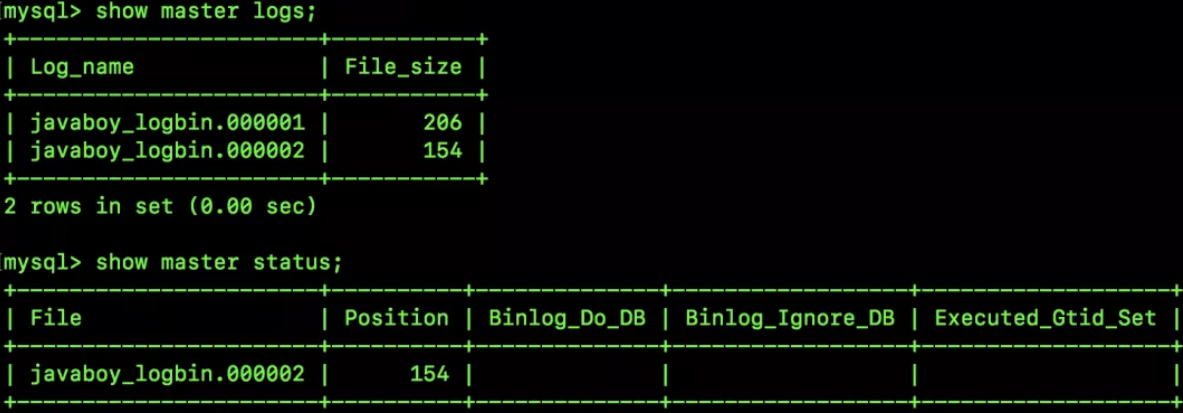 mysql> show master logs;
+------------------------+-----------+
| Log_name               | File_size |
+------------------------+-----------+
| javaboy_logbin.000001 |       206 |
| javaboy_logbin.000002 |       154 |
+------------------------+-----------+
2 rows in set (0.00 sec)
mysql> show master status;
+------------------------+----------+--------------+------------------+-------------------+
| File                   | Position | Binlog_Do_DB | Binlog_Ignore_DB | Executed_Gtid_Set |
+------------------------+----------+--------------+------------------+-------------------+
| javaboy_logbin.000002 |      154 |              |                  |                   |
+------------------------+----------+--------------+------------------+-------------------+